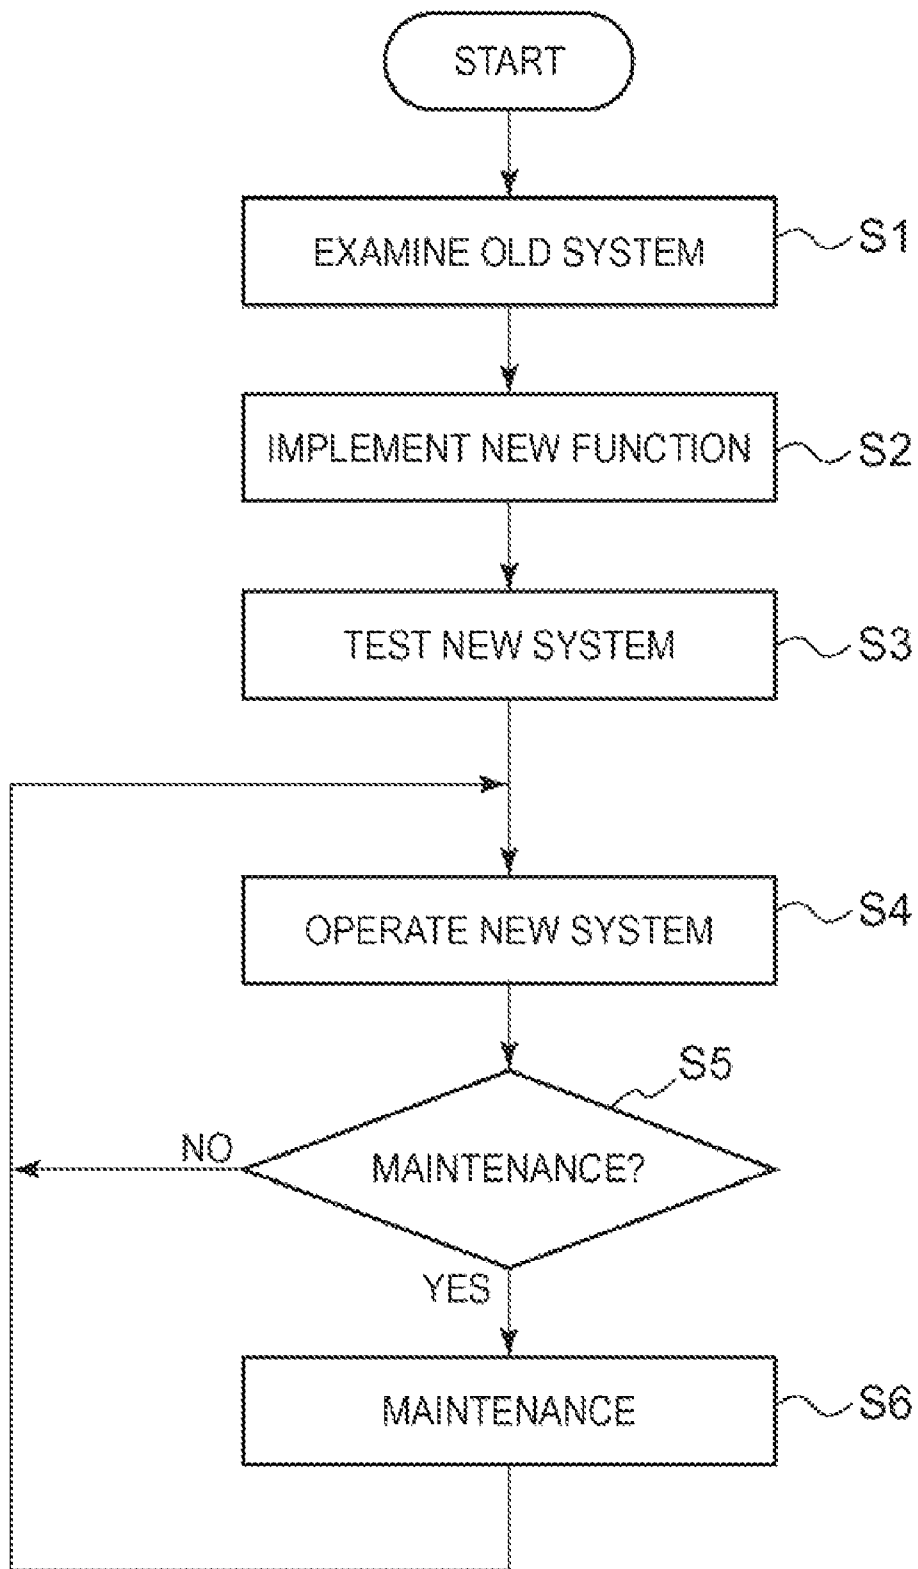 START
EXAMINE OLD SYSTEM
S1
IMPLEMENT NEW FUNCTION
S2
TEST NEW SYSTEM
S3
OPERATE NEW SYSTEM
S4
S5
NO
MAINTENANCE?
YES
MAINTENANCE
S6